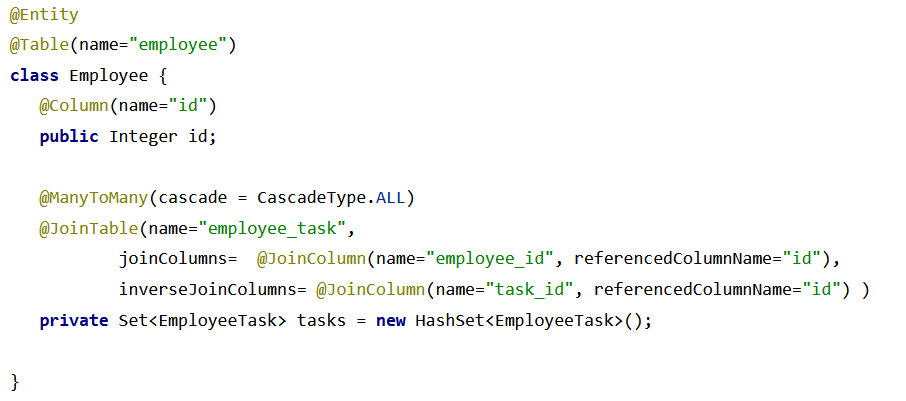 @Entity
@Table(name="employee")
class Employee {
   @Column(name="id")
   public Integer id;

   @ManyToMany(cascade = CascadeType.ALL)
   @JoinTable(name="employee_task",
           joinColumns=  @JoinColumn(name="employee_id", referencedColumnName="id"),
           inverseJoinColumns= @JoinColumn(name="task_id", referencedColumnName="id") )
   private Set<EmployeeTask> tasks = new HashSet<EmployeeTask>();

}